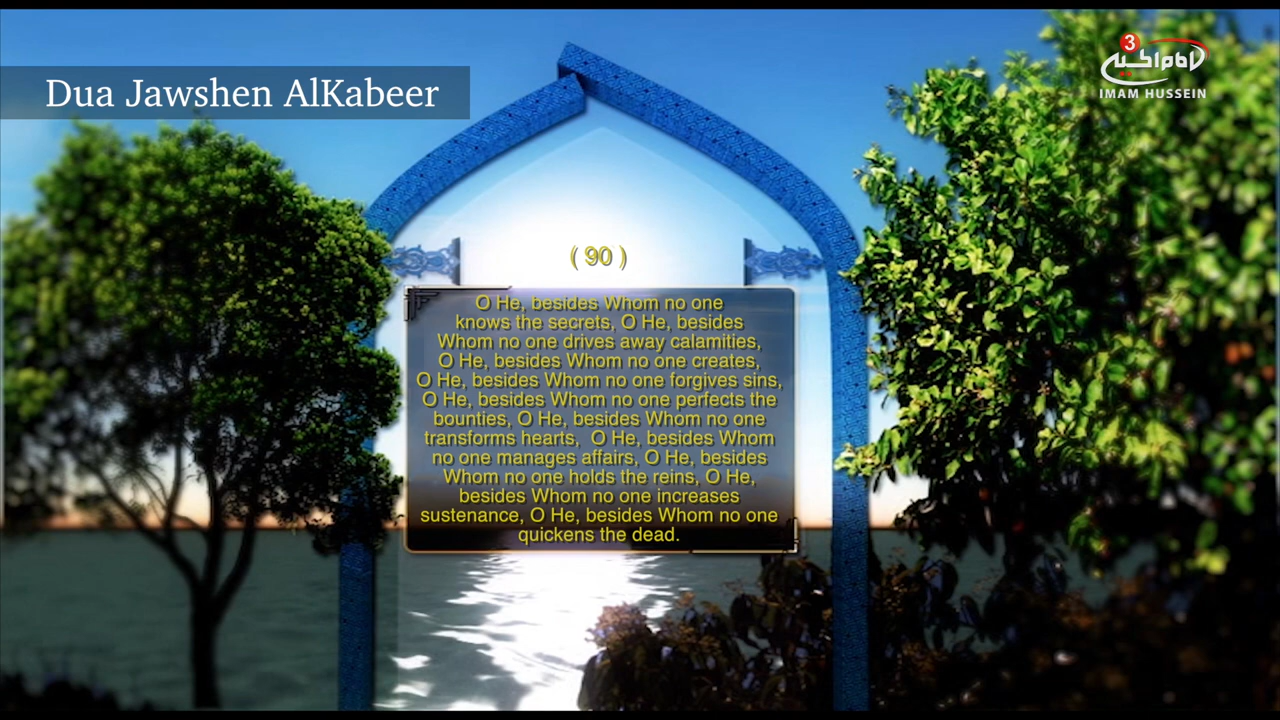 Dua Jawshen AlKabeer
3
امام حسين
IMAM HUSSEIN
( 90 )
O He, besides Whom no one
knows the secrets, O He, besides
Whom no one drives away calamities,
O He, besides Whom no one creates,
O He, besides Whom no one forgives sins,
O He, besides Whom no one perfects the
bounties, O He, besides Whom no one
transforms hearts,  O He, besides Whom
no one manages affairs, O He, besides
Whom no one holds the reins, O He,
besides Whom no one increases
sustenance, O He, besides Whom no one
quickens the dead.